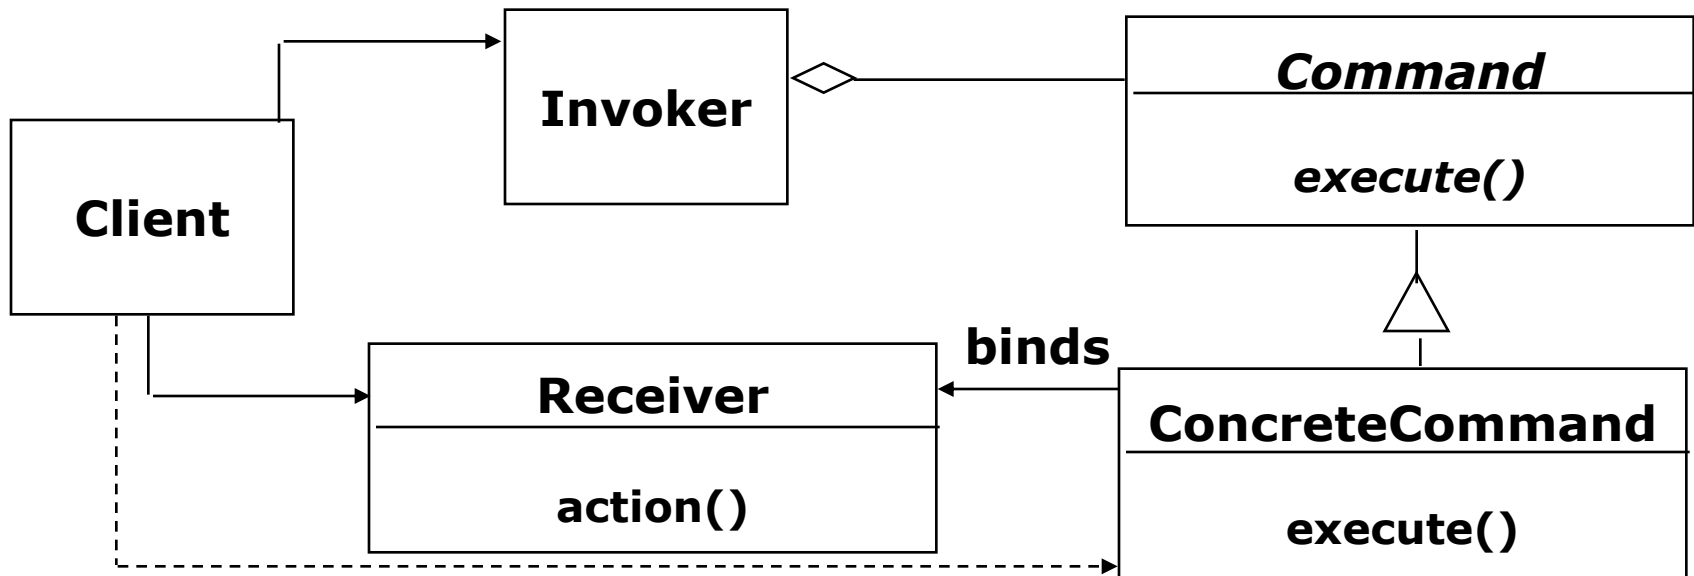 Invoker
Command
execute()
Client
binds
Receiver
action()
ConcreteCommand
execute()